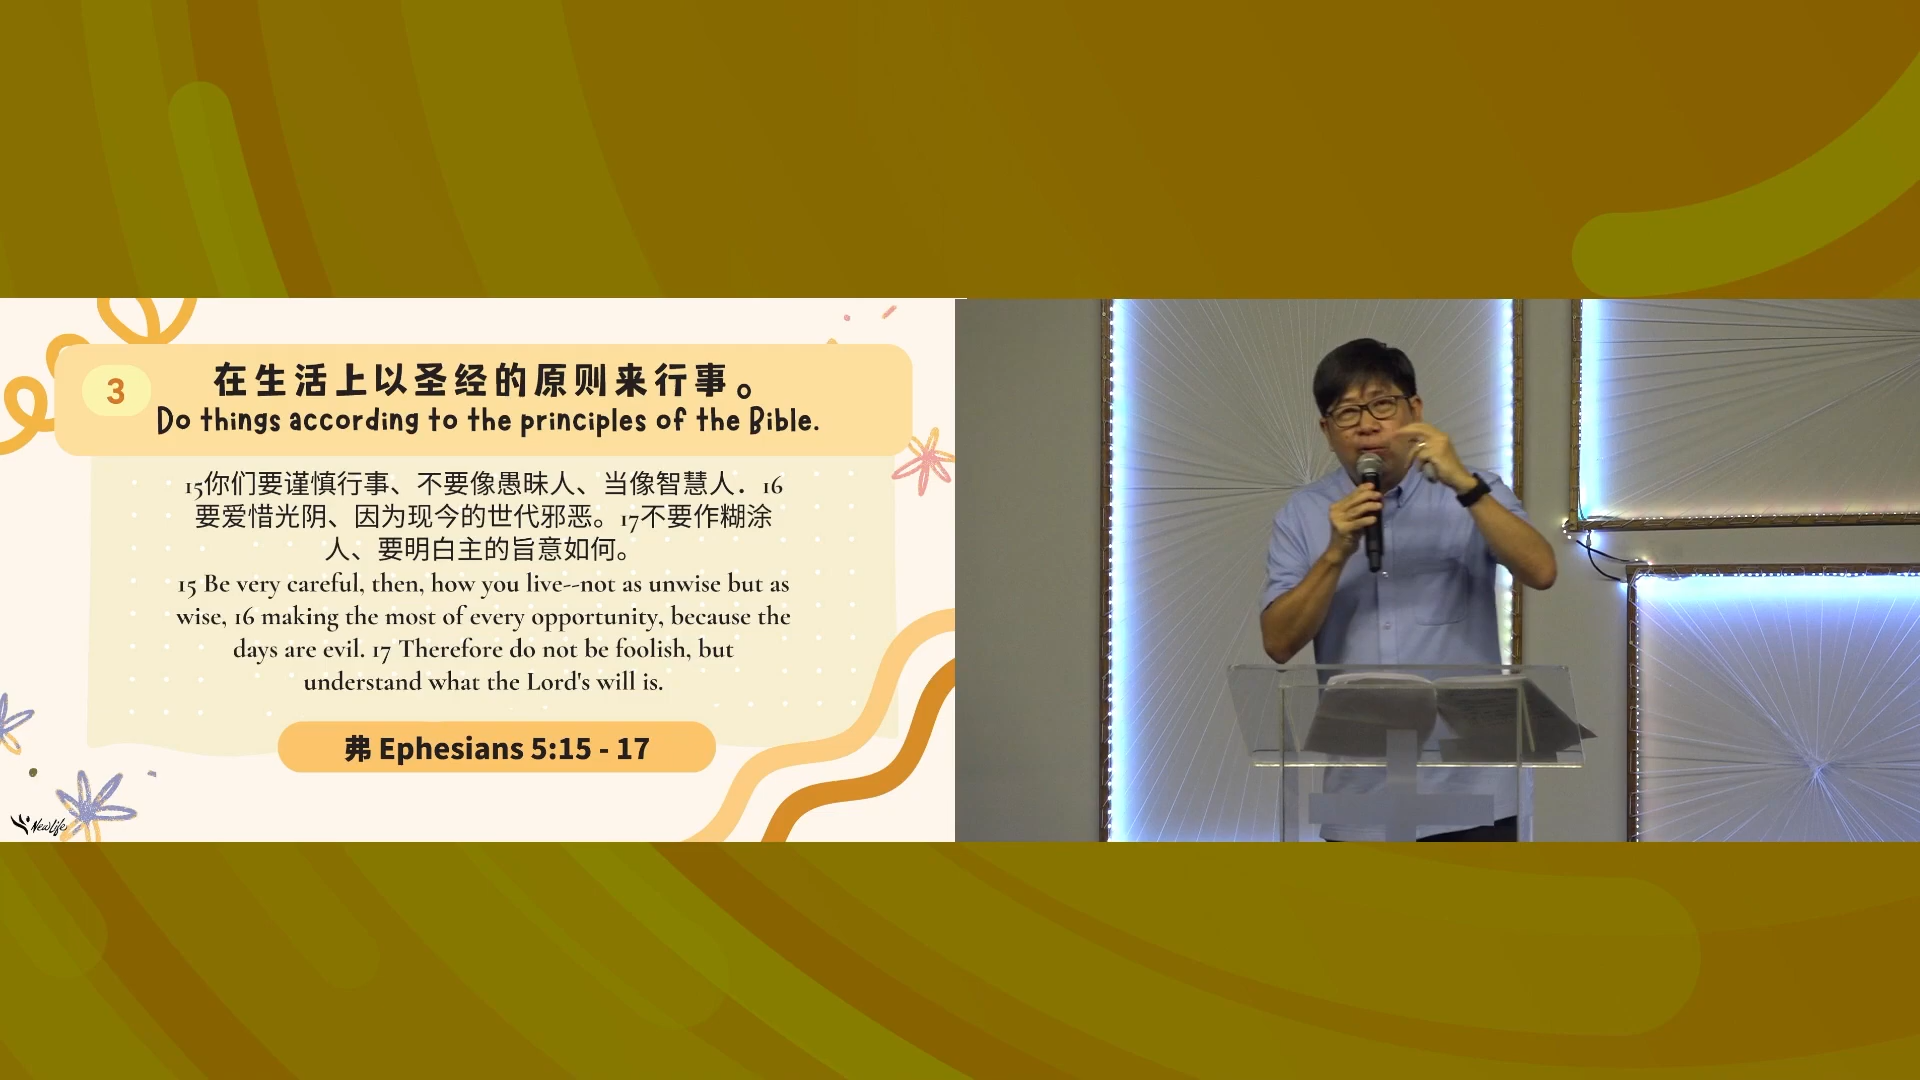 3
在生活上以圣经的原则来行事。
Do things according to the principles of the Bible.
15你们要谨慎行事、不要像愚昧人、当像智慧人．16
要爱惜光阴、因为现今的世代邪恶。17不要作糊涂
人、要明白主的旨意如何。
15 Be very careful, then, how you live--not as unwise but as
wise, 16 making the most of every opportunity, because the
days are evil. 17 Therefore do not be foolish, but
understand what the Lord's will is.
弗 Ephesians 5:15 - 17
NewLife